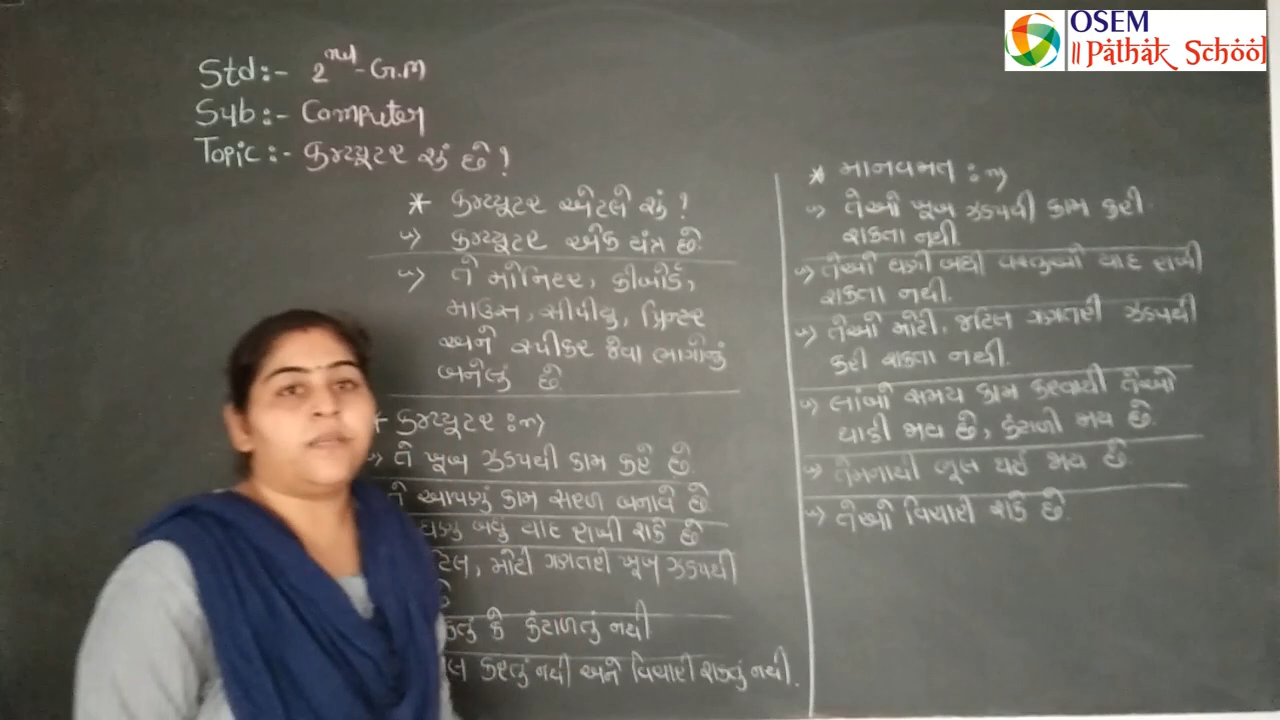 OSEM
॥ Pathak School
Std:- 2nd - G.M
Sub:- Computer
Topic:- કમ્પ્યૂટર શું છે !
* કમ્પ્યૂટર એટલે શું !
કમ્પ્યૂટર એક યંત્ર છે.
તે મોનિટર, કીબોર્ડ,
માઉસ, સીપીયુ, પ્રિન્ટર
અને સ્પીકર જેવા ભાગોનું
બનેલું છે.
* કમ્પ્યૂટર :
તે ખૂબ ઝડપથી કામ કરે છે.
તે આપણું કામ સરળ બનાવે છે
ઘણું બધું યાદ રાખી શકે છે
, મોટી ગણતરી ખૂબ ઝડપથી
છે
કે કંટાળતું નથી
કરતું નથી અને વિચારી શકતું નથી.
* માનવમત :
તેઓ ખૂબ ઝડપથી કામ કરી
શકતા નથી.
તેઓ ઘણી બધી વસ્તુઓ યાદ રાખી
શકતા નથી.
તેઓ મોટી, જટિલ ગણતરી ઝડપથી
કરી શકતા નથી.
લાંબો સમય કામ કરવાથી તેઓ
થાકી જાય છે, કંટાળી જાય છે.
તેમનાથી ભૂલ થઈ જાય છે.
તેઓ વિચારી શકે છે.